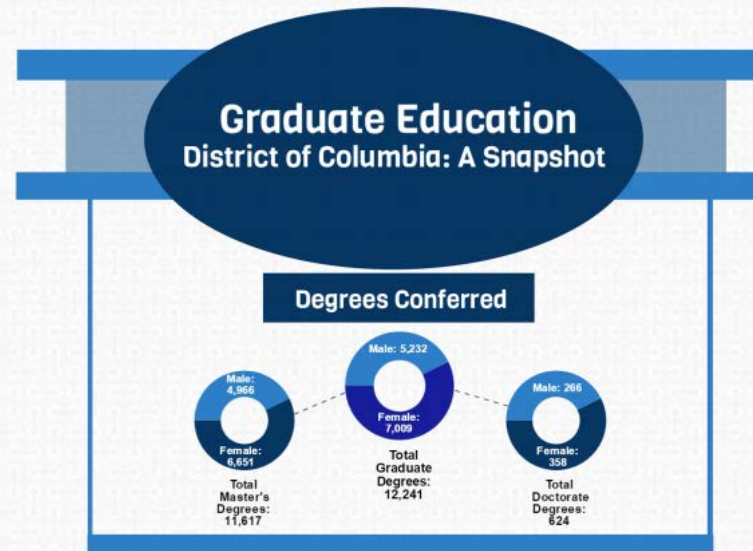 Graduate Education
District of Columbia: A Snapshot
Degrees Conferred
Male:
4,966
Female:
6,651
Total
Master's
Degrees:
11,617
Male: 5,232
Female:
7,009
Total
Graduate
Degrees:
12,241
Male: 266
Female:
358
Total
Doctorate
Degrees:
624